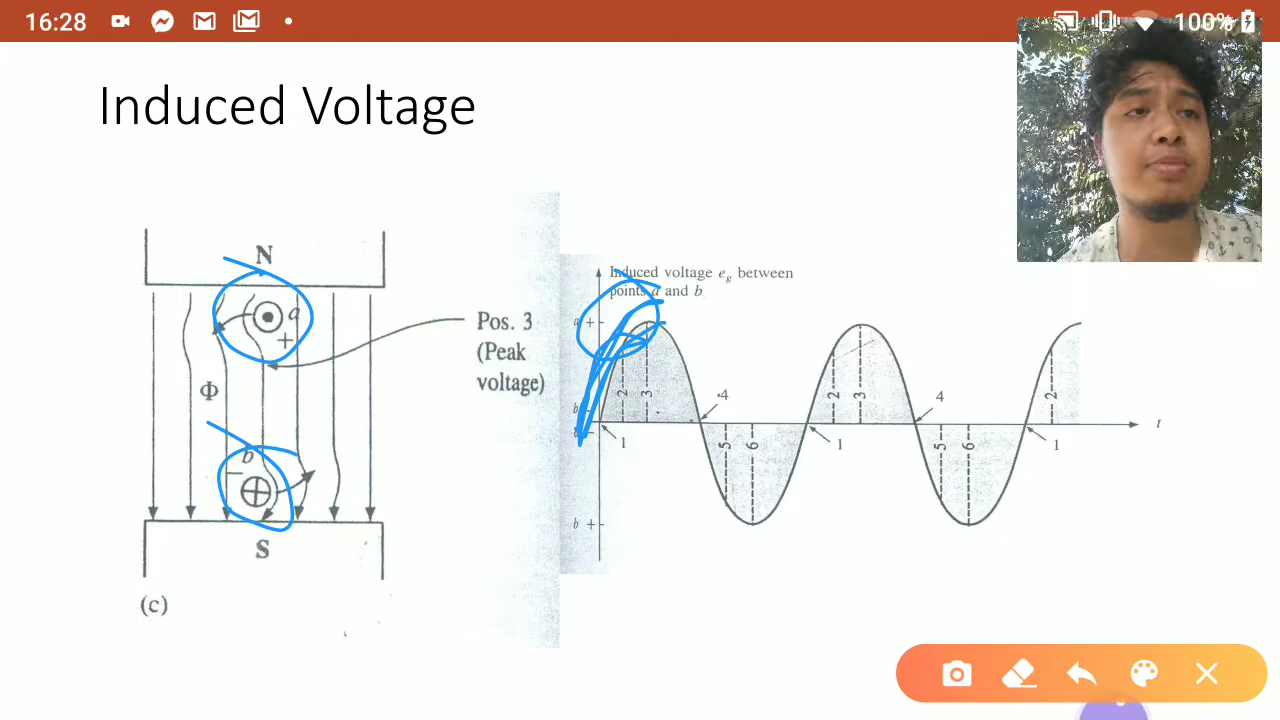 16:28
100%
Induced Voltage
N
a
+
Pos. 3
(Peak
voltage)
Φ
b
−
S
(c)
Induced voltage eg between
points a and b
a +
b
b +
1
2
3
4
5
6
1
2
3
4
5
6
1
2
t